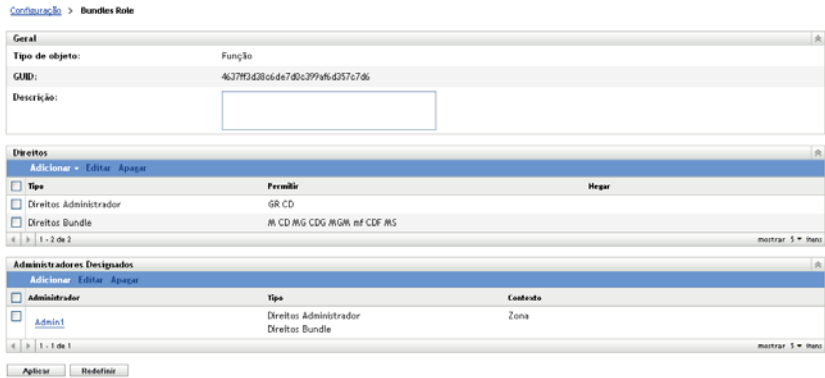 Configuração > Bundles Role
Geral
Tipo de objeto: Função
GUID: 4637ff3d38c6de7d0c399af6d357c7d6
Descrição:
Direitos
Adicionar Editar Apagar
Tipo Permitir Negar
Direitos Administrador GR CD
Direitos Bundle M CD MG CDG MGM mf CDF MS
1 - 2 de 2 mostrar 5 itens
Administradores Designados
Adicionar Editar Apagar
Administrador Tipo Contexto
Admin1 Direitos Administrador Zona
Direitos Bundle
1 - 1 de 1 mostrar 5 itens
Aplicar Redefinir